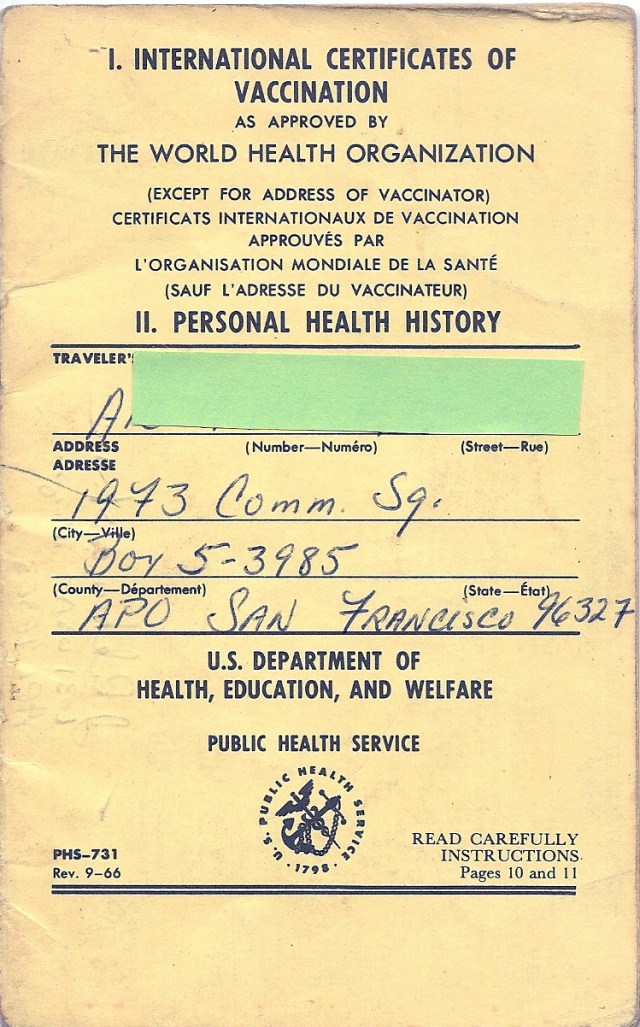 I. INTERNATIONAL CERTIFICATES OF
VACCINATION
AS APPROVED BY
THE WORLD HEALTH ORGANIZATION
(EXCEPT FOR ADDRESS OF VACCINATOR)
CERTIFICATS INTERNATIONAUX DE VACCINATION
APPROUVÉS PAR
L'ORGANISATION MONDIALE DE LA SANTÉ
(SAUF L'ADRESSE DU VACCINATEUR)
II. PERSONAL HEALTH HISTORY
TRAVELER'
ADDRESS (Number—Numéro) (Street—Rue)
ADRESSE
1973 Comm. Sq.
(City—Ville)
Box 5-3985
(County—Département) (State—État)
APO SAN FRANCISCO 96327
U.S. DEPARTMENT OF
HEALTH, EDUCATION, AND WELFARE
PUBLIC HEALTH SERVICE
U.S. PUBLIC HEALTH SERVICE
·1798·
PHS–731
Rev. 9–66
READ CAREFULLY
INSTRUCTIONS
Pages 10 and 11